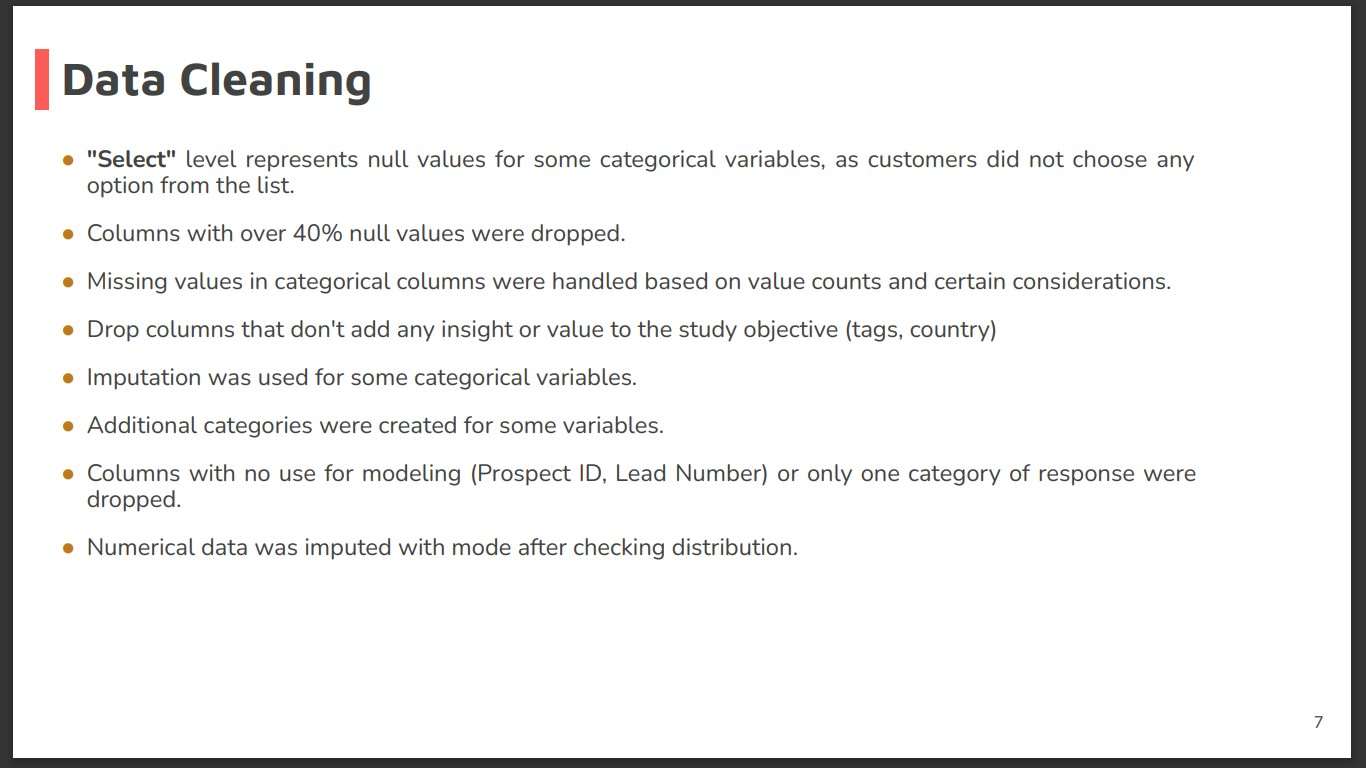 Data Cleaning
● "Select" level represents null values for some categorical variables, as customers did not choose any
option from the list.
● Columns with over 40% null values were dropped.
● Missing values in categorical columns were handled based on value counts and certain considerations.
● Drop columns that don't add any insight or value to the study objective (tags, country)
● Imputation was used for some categorical variables.
● Additional categories were created for some variables.
● Columns with no use for modeling (Prospect ID, Lead Number) or only one category of response were
dropped.
● Numerical data was imputed with mode after checking distribution.
7